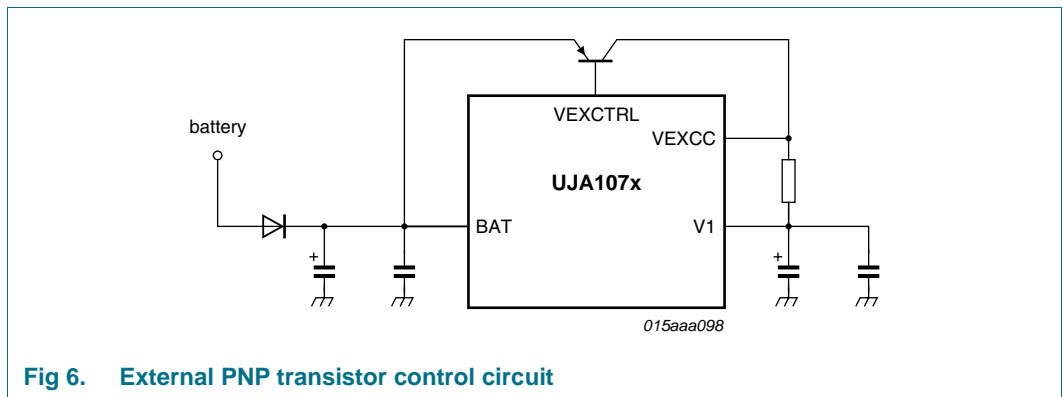 battery
VEXCTRL
VEXCC
UJA107x
BAT
V1
+
+
015aaa098
Fig 6. External PNP transistor control circuit